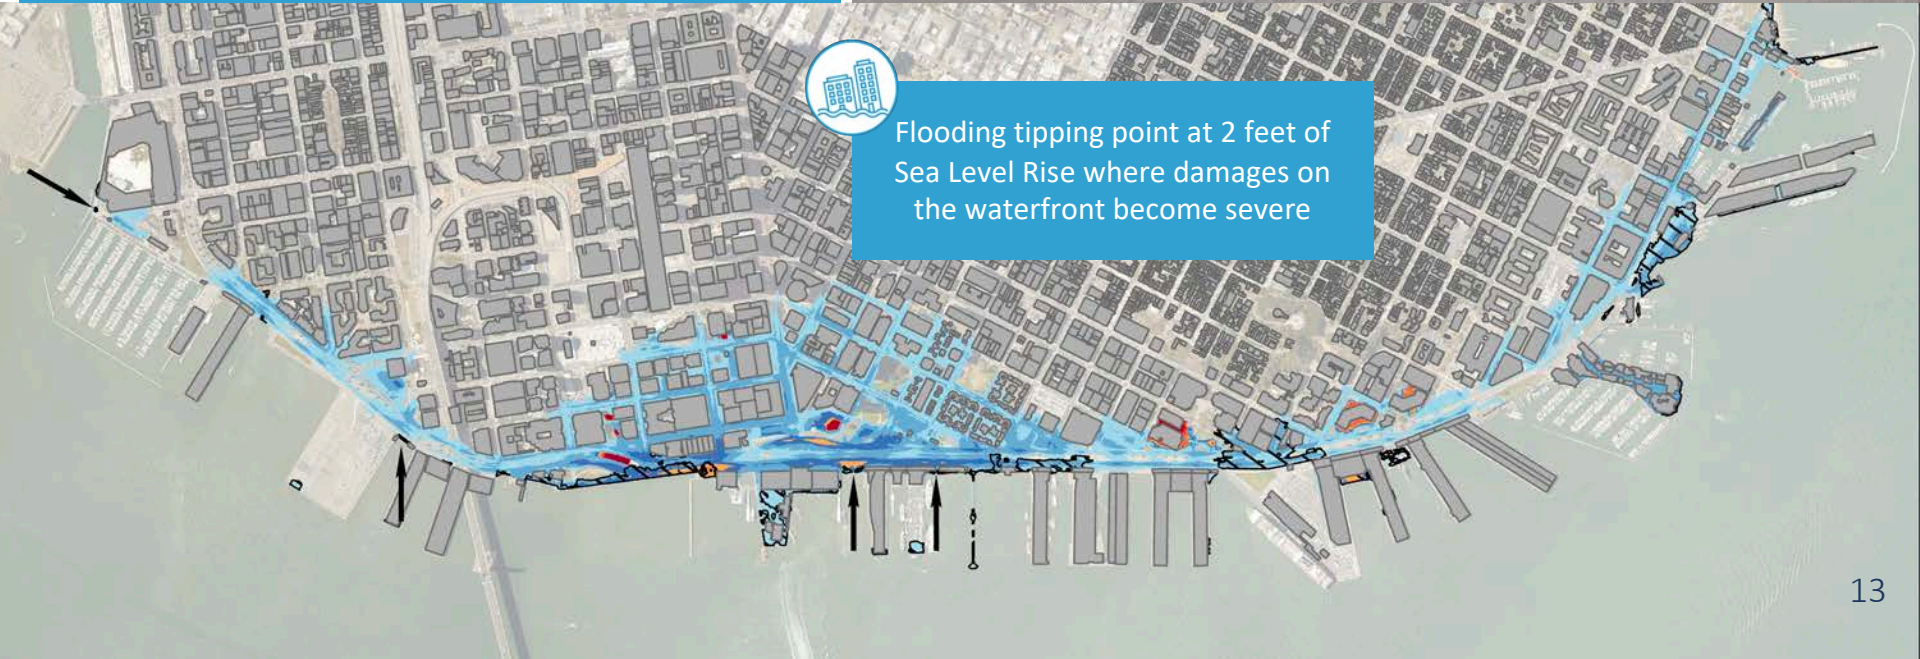 Flooding tipping point at 2 feet of
Sea Level Rise where damages on
the waterfront become severe
13